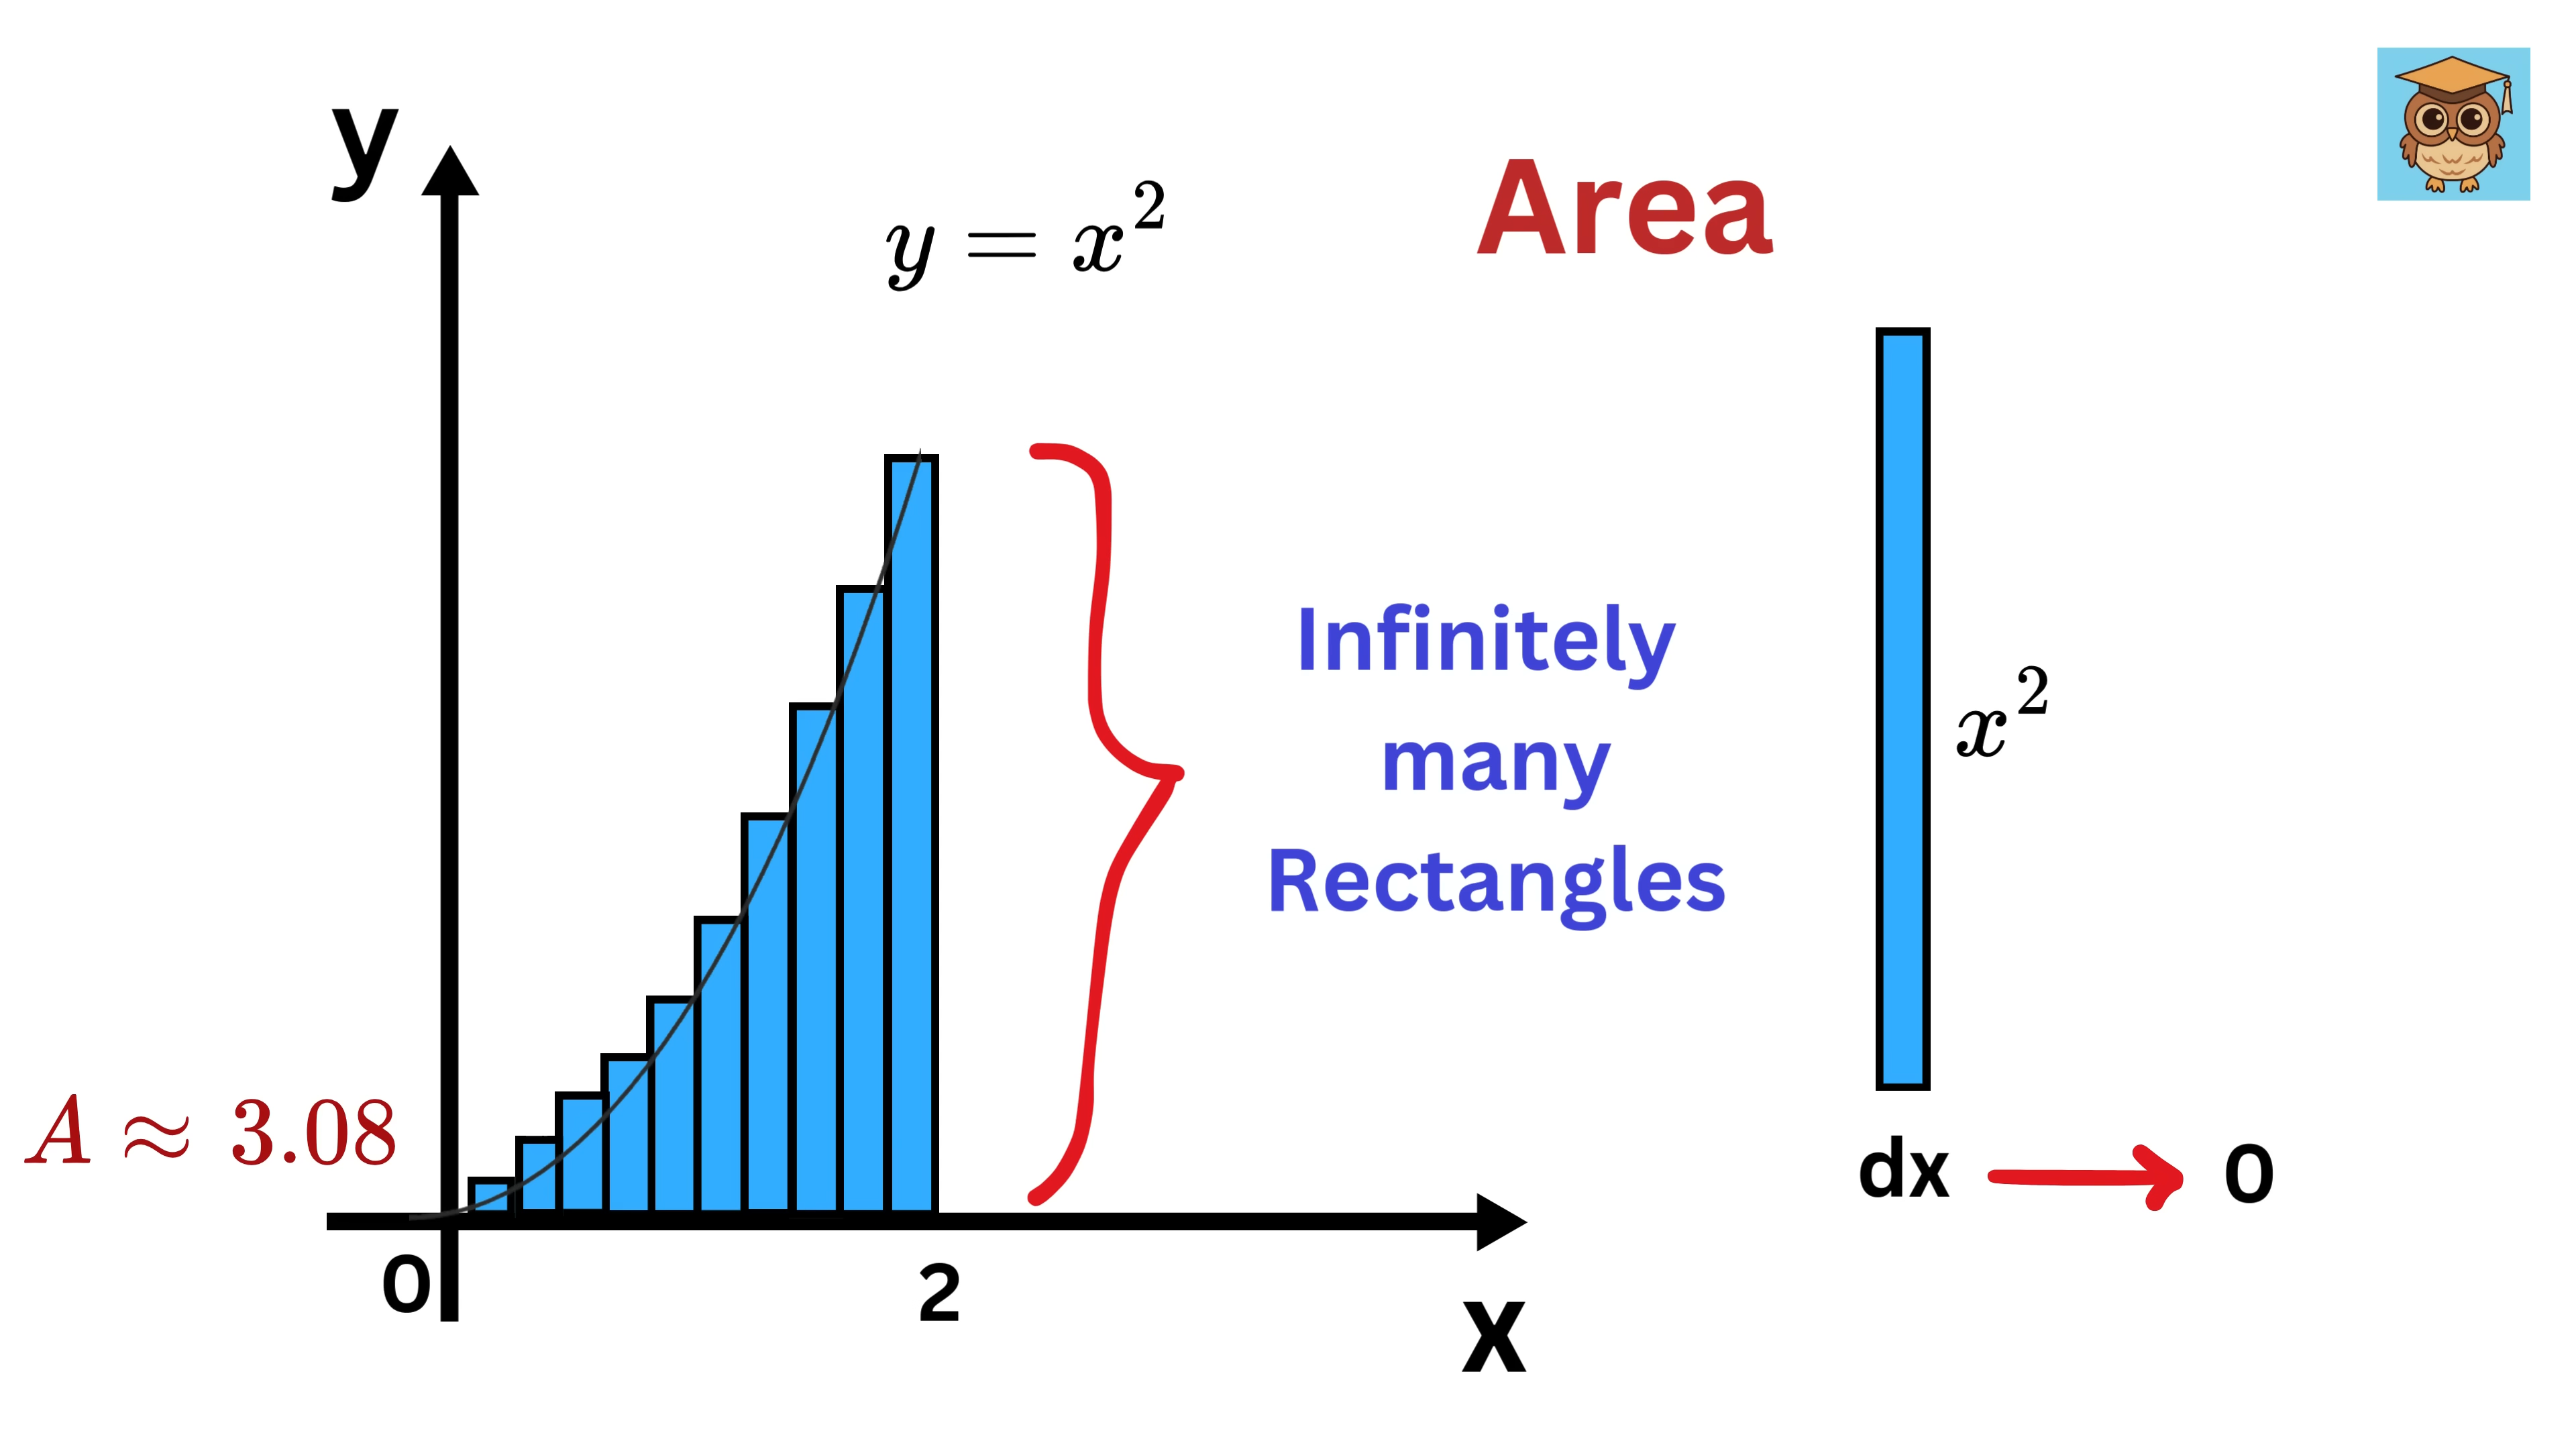 y
y = x²
Area
Infinitely
many
Rectangles
x²
A ≈ 3.08
dx
0
0
2
x